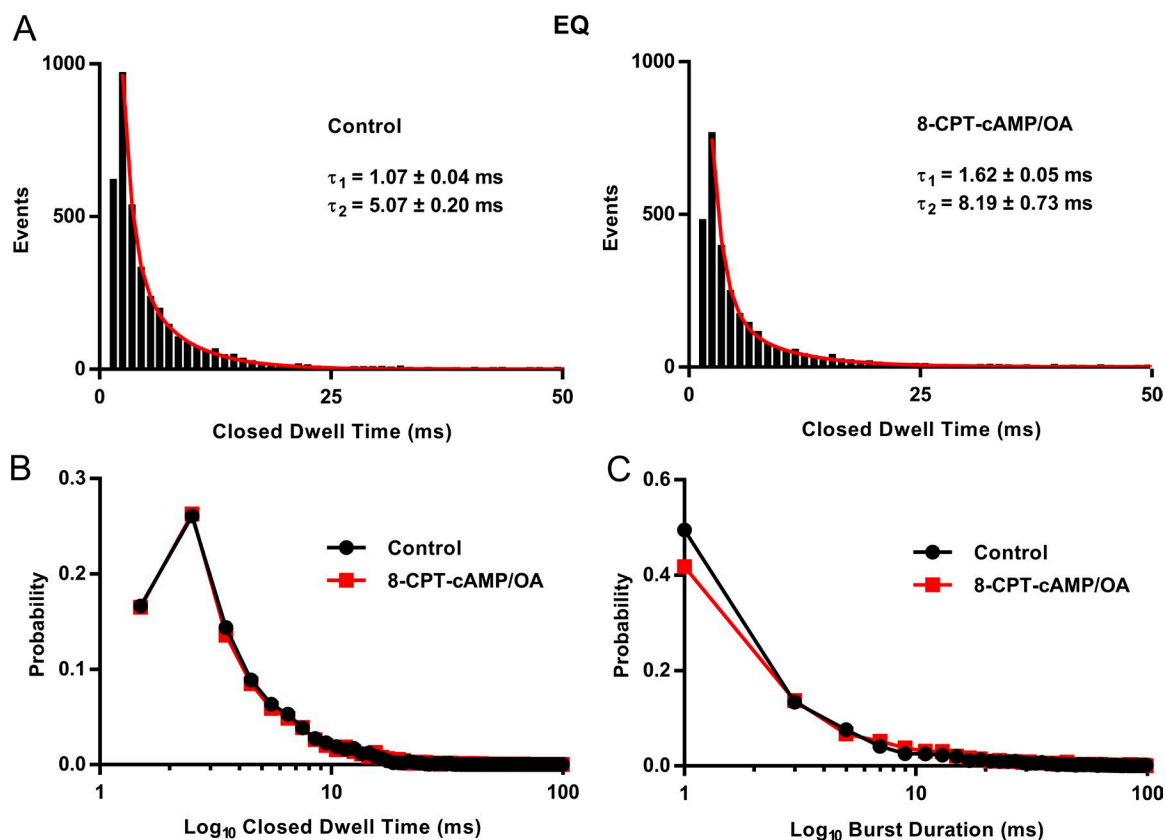 A
EQ
1000
500
0
Events
Control
τ1 = 1.07 ± 0.04 ms
τ2 = 5.07 ± 0.20 ms
0
25
50
Closed Dwell Time (ms)
1000
500
0
Events
8-CPT-cAMP/OA
τ1 = 1.62 ± 0.05 ms
τ2 = 8.19 ± 0.73 ms
0
25
50
Closed Dwell Time (ms)
B
0.3
0.2
0.1
0.0
Probability
Control
8-CPT-cAMP/OA
1
10
100
Log10 Closed Dwell Time (ms)
C
0.6
0.4
0.2
0.0
Probability
Control
8-CPT-cAMP/OA
1
10
100
Log10 Burst Duration (ms)